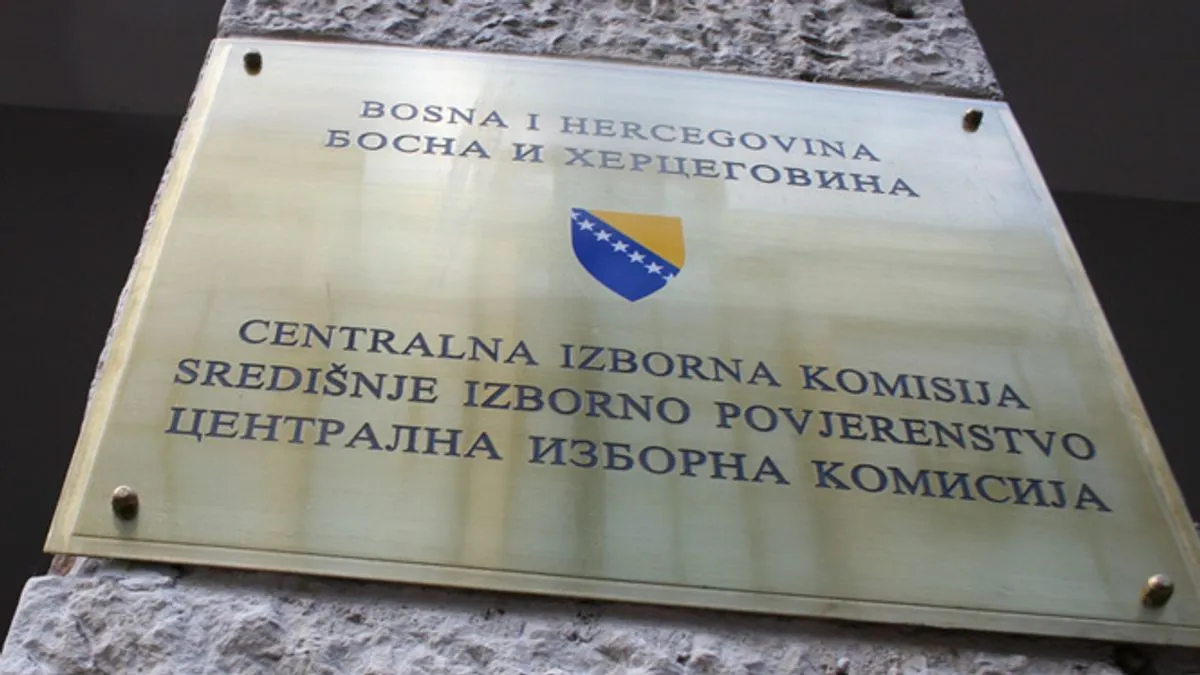 BOSNA I HERCEGOVINA
БОСНА И ХЕРЦЕГОВИНА
CENTRALNA IZBORNA KOMISIJA
SREDIŠNJE IZBORNO POVJERENSTVO
ЦЕНТРАЛНА ИЗБОРНА КОМИСИЈА